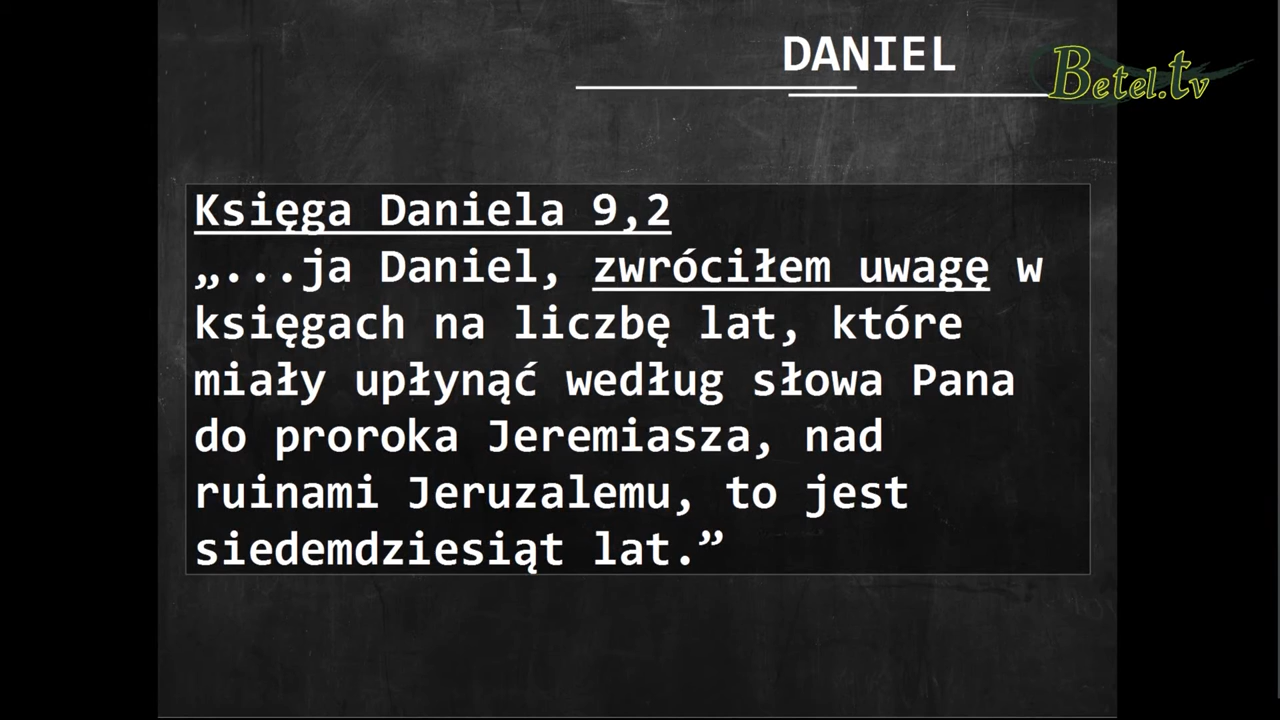 DANIEL
Betel.tv
Księga Daniela 9,2
„...ja Daniel, zwróciłem uwagę w
księgach na liczbę lat, które
miały upłynąć według słowa Pana
do proroka Jeremiasza, nad
ruinami Jeruzalemu, to jest
siedemdziesiąt lat.”